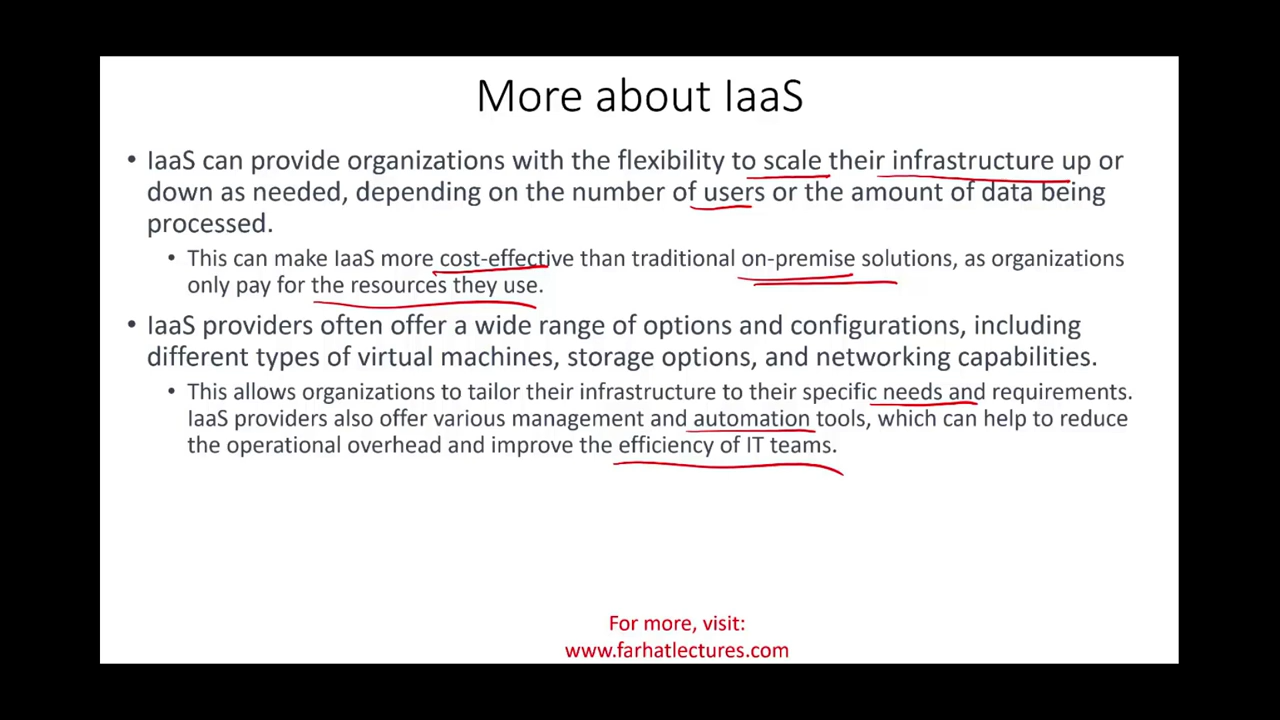 More about IaaS
• IaaS can provide organizations with the flexibility to scale their infrastructure up or
down as needed, depending on the number of users or the amount of data being
processed.
• This can make IaaS more cost-effective than traditional on-premise solutions, as organizations
only pay for the resources they use.
• IaaS providers often offer a wide range of options and configurations, including
different types of virtual machines, storage options, and networking capabilities.
• This allows organizations to tailor their infrastructure to their specific needs and requirements.
IaaS providers also offer various management and automation tools, which can help to reduce
the operational overhead and improve the efficiency of IT teams.
For more, visit:
www.farhatlectures.com